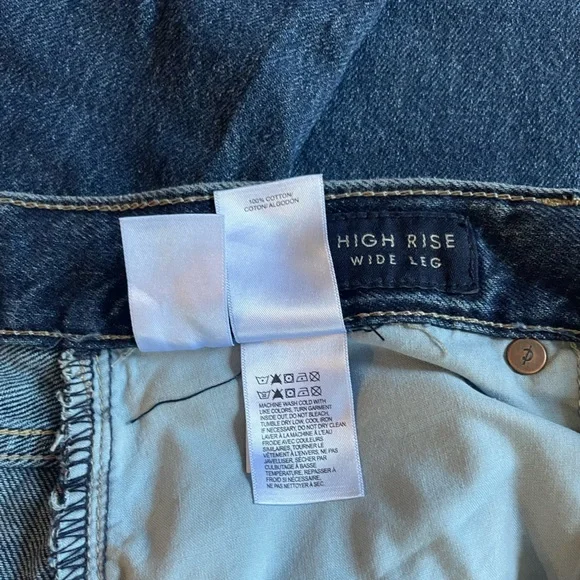 100% COTTON/
COTON/ALGODON
HIGH RISE
WIDE LEG
MACHINE WASH COLD WITH
LIKE COLORS, TURN GARMENT
INSIDE OUT, DO NOT BLEACH,
TUMBLE DRY LOW, COOL IRON
IF NECESSARY, DO NOT DRY CLEAN.
LAVER À LA MACHINE À L'EAU
FROIDE AVEC COULEURS
SIMILAIRES, TOURNER LE
VÊTEMENT À L'ENVERS, NE PAS
JAVELLISER, SÉCHER PAR
CULBUTAGE À BASSE
TEMPÉRATURE, REPASSER À
FROID SI NÉCESSAIRE,
NE PAS NETTOYER À SEC.